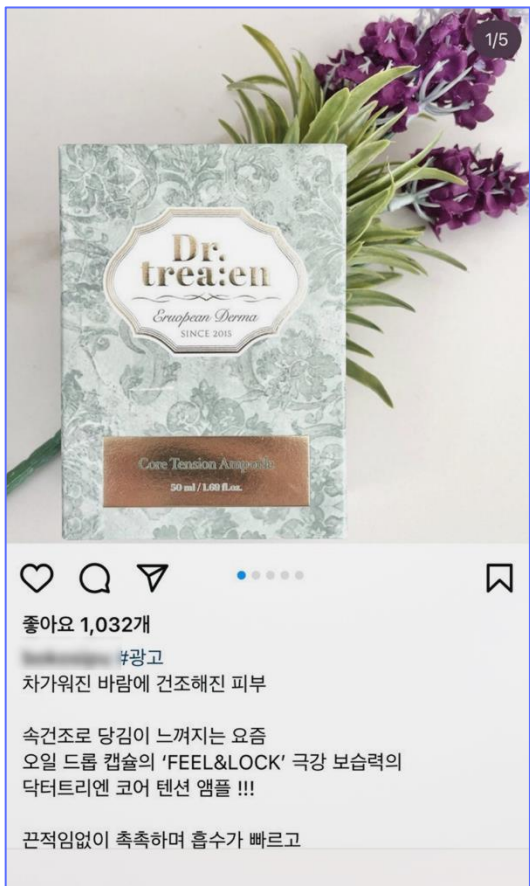 1/5
Dr.
trea:en
Eruopean Derma
SINCE 2015
Core Tension Ampoule
50 ml / 1.69 fl.oz.
좋아요 1,032개
#광고
차가워진 바람에 건조해진 피부
속건조로 당김이 느껴지는 요즘
오일 드롭 캡슐의 ‘FEEL&LOCK’ 극강 보습력의
닥터트리엔 코어 텐션 앰플 !!!
끈적임없이 촉촉하며 흡수가 빠르고